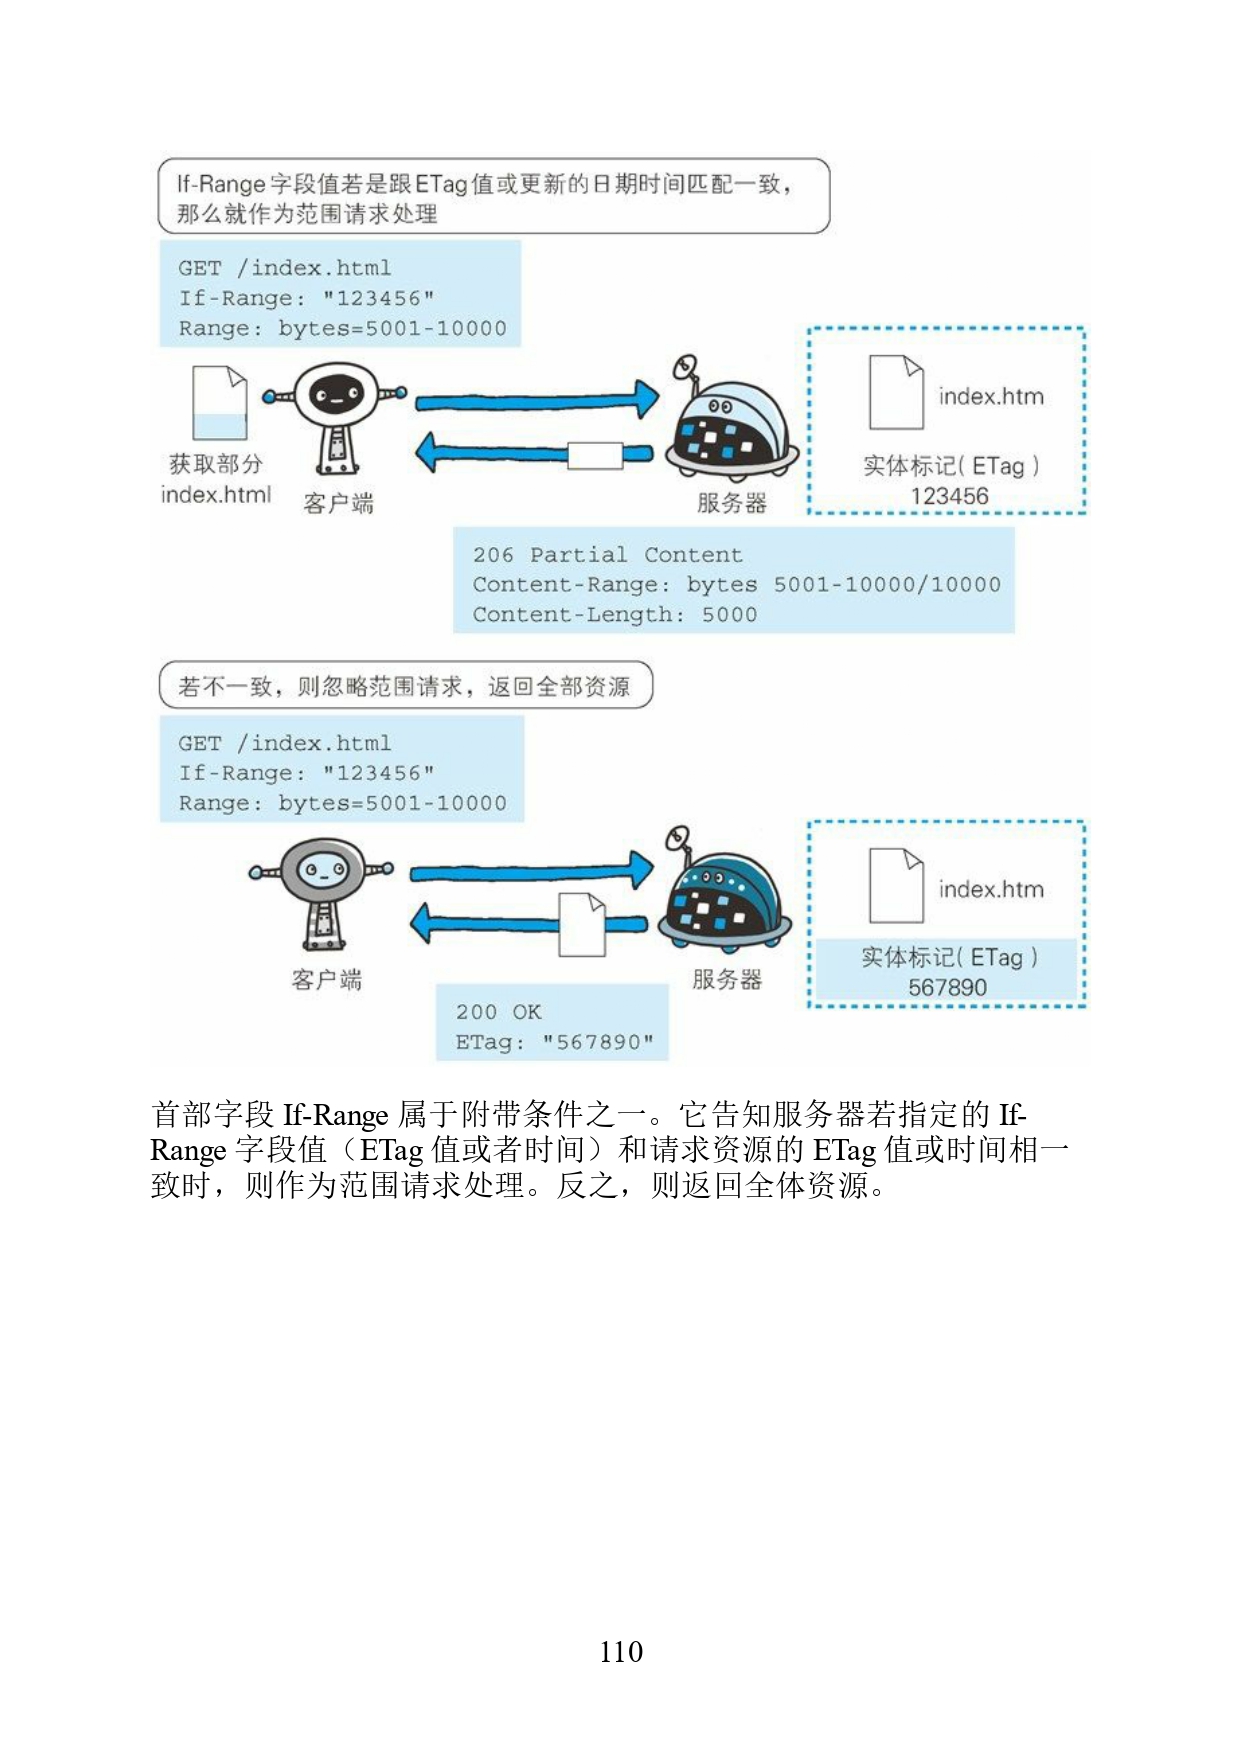 If-Range字段值若是跟ETag值或更新的日期时间匹配一致，
那么就作为范围请求处理
GET /index.html
If-Range: "123456"
Range: bytes=5001-10000
index.htm
获取部分
index.html
客户端
服务器
实体标记( ETag )
123456
206 Partial Content
Content-Range: bytes 5001-10000/10000
Content-Length: 5000
若不一致，则忽略范围请求，返回全部资源
GET /index.html
If-Range: "123456"
Range: bytes=5001-10000
index.htm
客户端
服务器
实体标记( ETag )
567890
200 OK
ETag: "567890"
首部字段 If-Range 属于附带条件之一。它告知服务器若指定的 If-
Range 字段值（ETag 值或者时间）和请求资源的 ETag 值或时间相一
致时，则作为范围请求处理。反之，则返回全体资源。
110